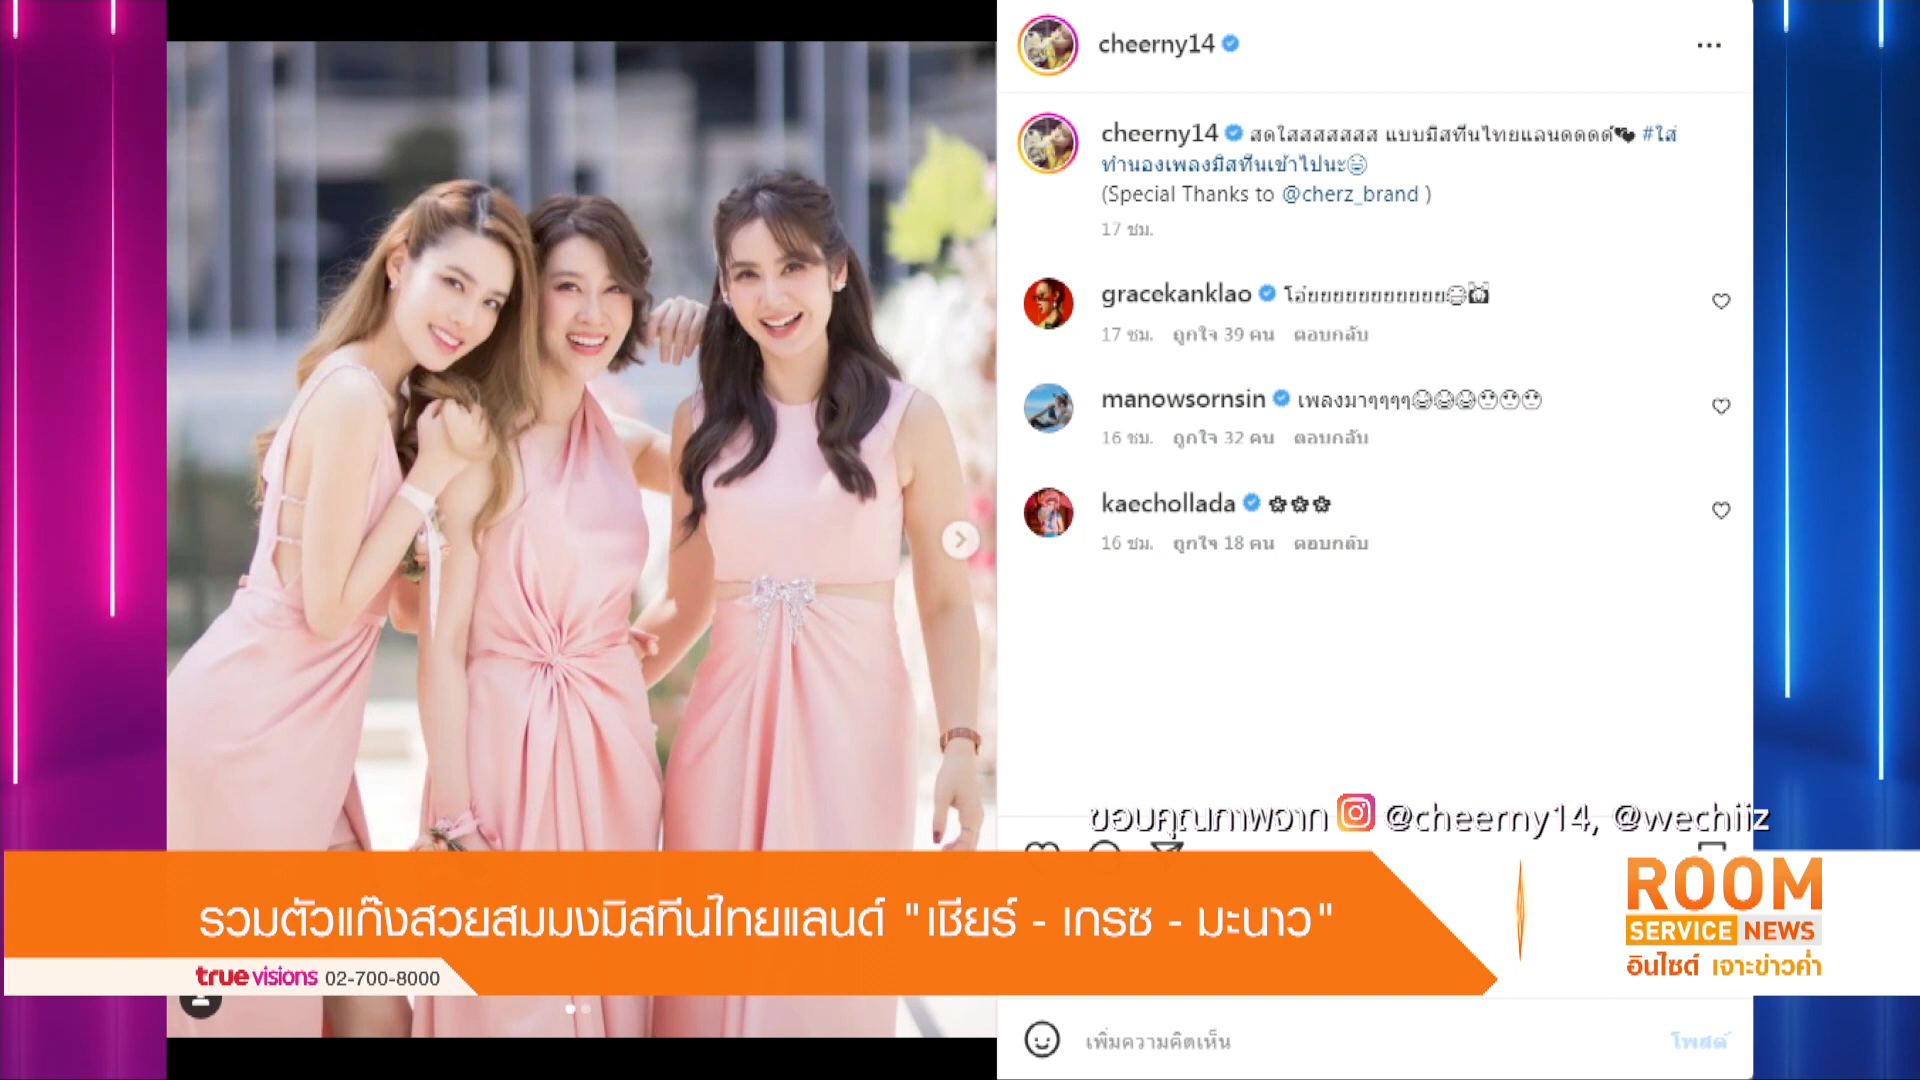 cheerny14
cheerny14 สดใสสสสสสส แบบมิสทีนไทยแลนดดดด์ #ใส่
ทำนองเพลงมิสทีนเข้าไปนะ
(Special Thanks to @cherz_brand )
17 ชม.
gracekanklao โอ๋ยยยยยยยยยยย
17 ชม. ถูกใจ 39 คน ตอบกลับ
manowsornsin เพลงมาๆๆๆๆ
16 ชม. ถูกใจ 32 คน ตอบกลับ
kaechollada
16 ชม. ถูกใจ 18 คน ตอบกลับ
ขอบคุณภาพจาก @cheerny14, @wechiiz
รวมตัวแก๊งสวยสมมงมิสทีนไทยแลนด์ "เชียร์ - เกรซ - มะนาว"
ROOM
SERVICE NEWS
อินไซด์ เจาะข่าวค่ำ
truevisions 02-700-8000
เพิ่มความคิดเห็น
โพสต์